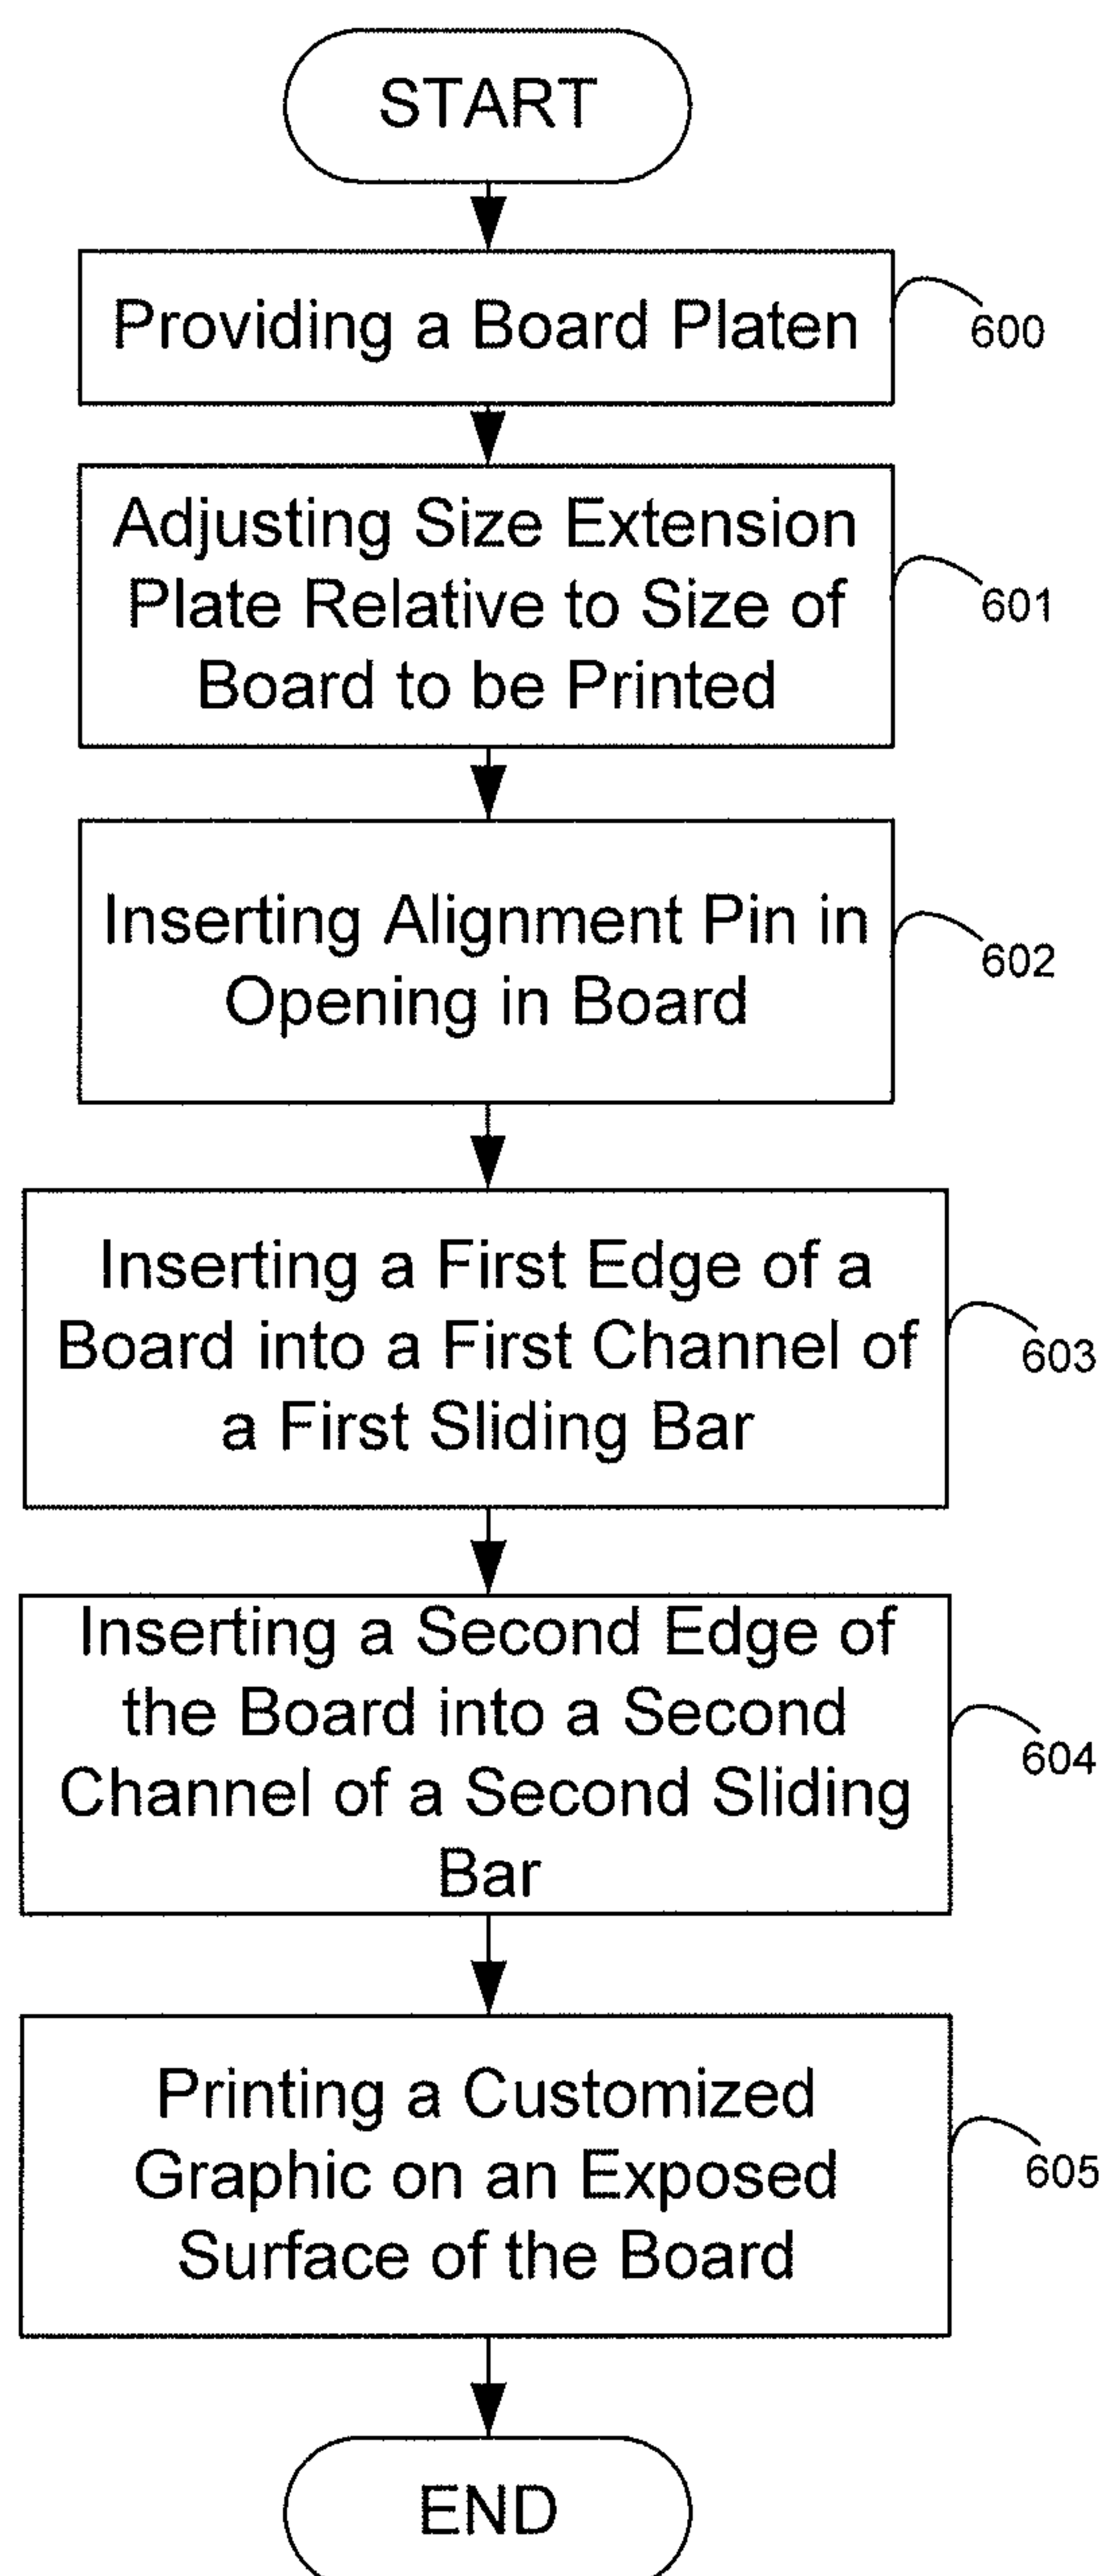 START
Providing a Board Platen
600
Adjusting Size Extension
Plate Relative to Size of
Board to be Printed
601
Inserting Alignment Pin in
Opening in Board
602
Inserting a First Edge of a
Board into a First Channel of
a First Sliding Bar
603
Inserting a Second Edge of
the Board into a Second
Channel of a Second Sliding
Bar
604
Printing a Customized
Graphic on an Exposed
Surface of the Board
605
END